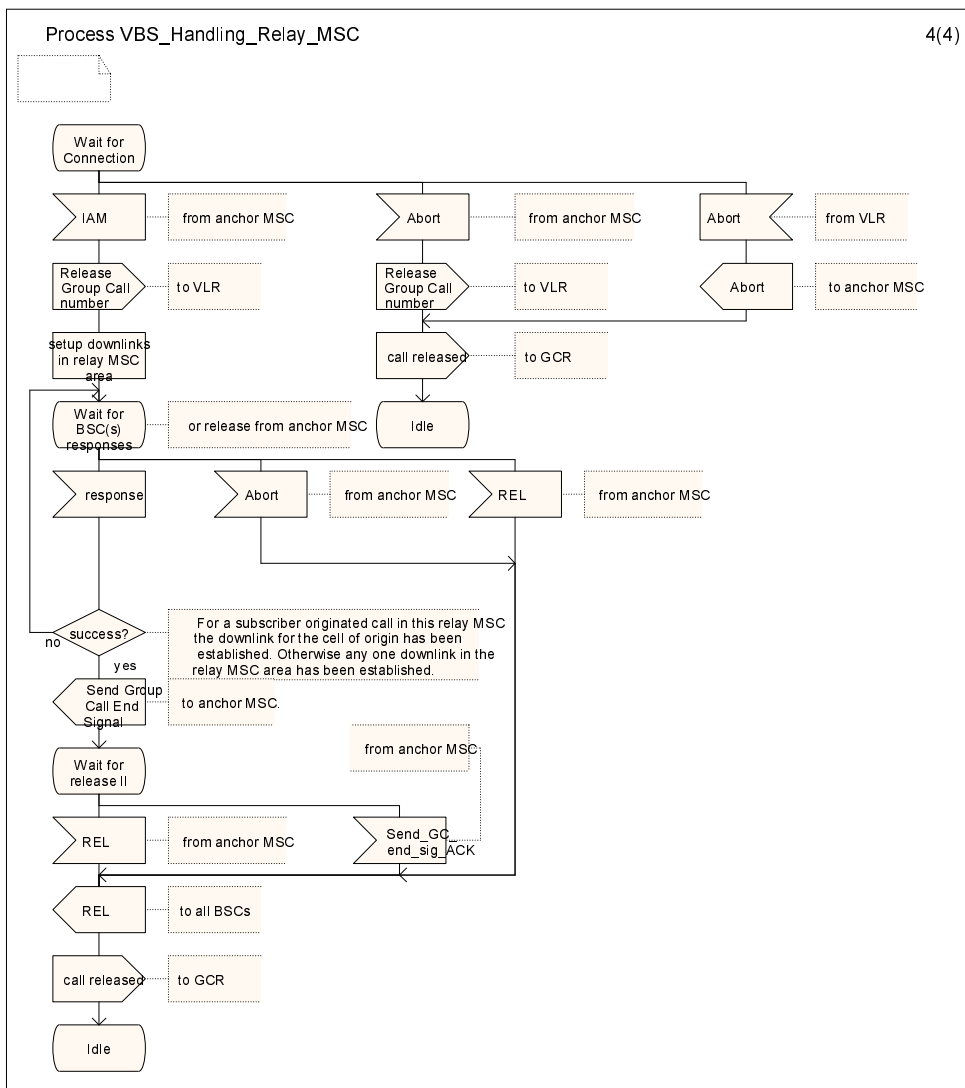 Process VBS_Handling_Relay_MSC
4(4)
Wait for
Connection
IAM
from anchor MSC
Abort
from anchor MSC
Abort
from VLR
Release
Group Call
number
to VLR
Release
Group Call
number
to VLR
Abort
to anchor MSC
setup downlinks
in relay MSC
area
call released
to GCR
Wait for
BSC(s)
responses
or release from anchor MSC
Idle
response
Abort
from anchor MSC
REL
from anchor MSC
success?
no
yes
For a subscriber originated call in this relay MSC
the downlink for the cell of origin has been
established. Otherwise any one downlink in the
relay MSC area has been established.
Send Group
Call End
Signal
to anchor MSC.
from anchor MSC
Wait for
release II
REL
from anchor MSC
Send_GC_
end_sig_ACK
REL
to all BSCs
call released
to GCR
Idle